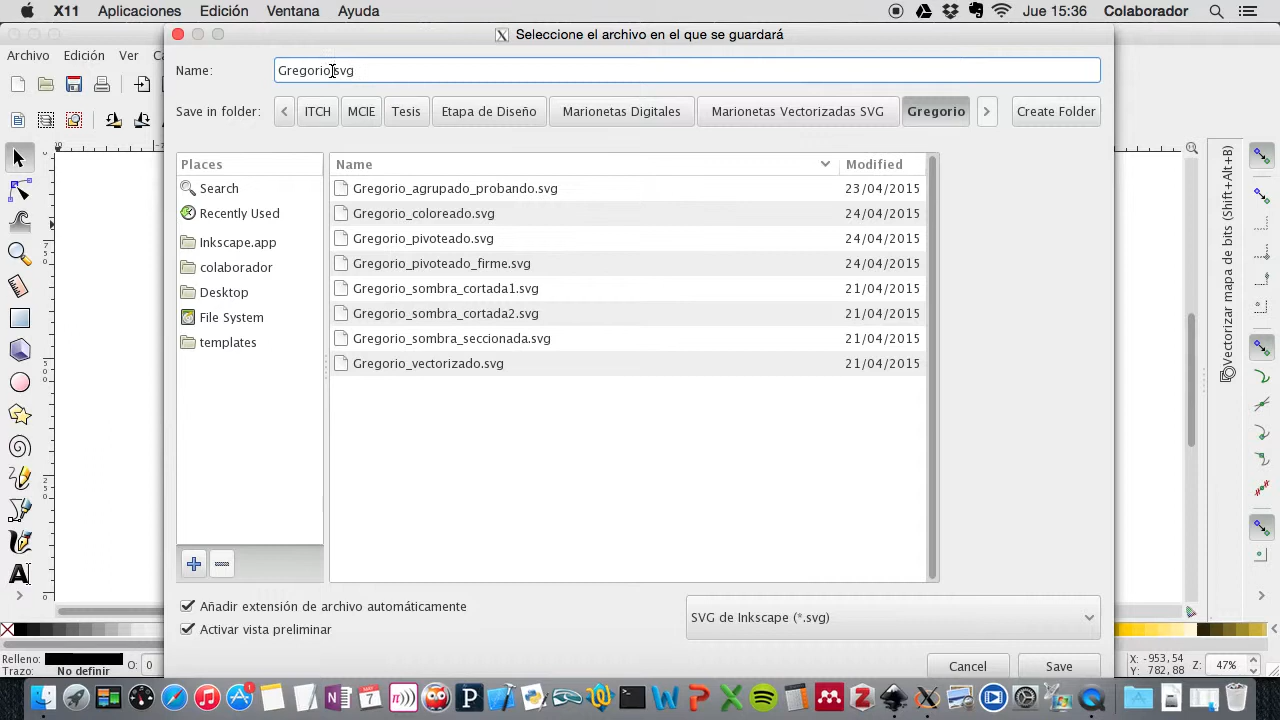 X11 Aplicaciones Edición Ventana Ayuda Jue 15:36 Colaborador
Seleccione el archivo en el que se guardará
Archivo Edición Ver
Name: Gregorio.svg
Save in folder: ITCH MCIE Tesis Etapa de Diseño Marionetas Digitales Marionetas Vectorizadas SVG Gregorio Create Folder
Places Name Modified
Search Gregorio_agrupado_probando.svg 23/04/2015
Recently Used Gregorio_coloreado.svg 24/04/2015
Inkscape.app Gregorio_pivoteado.svg 24/04/2015
colaborador Gregorio_pivoteado_firme.svg 24/04/2015
Desktop Gregorio_sombra_cortada1.svg 21/04/2015
File System Gregorio_sombra_cortada2.svg 21/04/2015
templates Gregorio_sombra_seccionada.svg 21/04/2015
Gregorio_vectorizado.svg 21/04/2015
Vectorizar mapa de bits (Shift+Alt+B)
Añadir extensión de archivo automáticamente
SVG de Inkscape (*.svg)
Activar vista preliminar
Cancel Save
Relleno:
Trazo: No definir O: 0
X: -953,54
Y: 782,88
Z: 47%